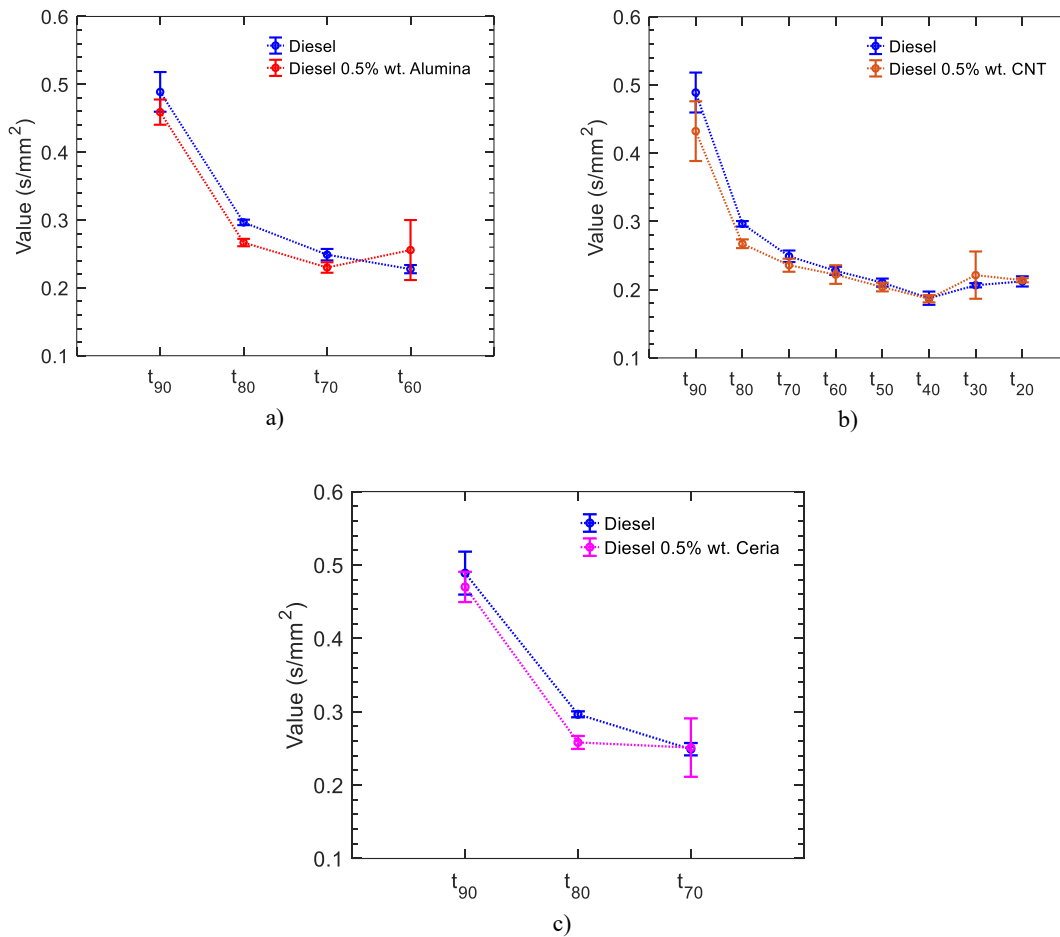 0.6
0.5
0.4
0.3
0.2
0.1
Value (s/mm²)
Diesel
Diesel 0.5% wt. Alumina
t₉₀ t₈₀ t₇₀ t₆₀
a)
0.6
0.5
0.4
0.3
0.2
0.1
Value (s/mm²)
Diesel
Diesel 0.5% wt. CNT
t₉₀ t₈₀ t₇₀ t₆₀ t₅₀ t₄₀ t₃₀ t₂₀
b)
0.6
0.5
0.4
0.3
0.2
0.1
Value (s/mm²)
Diesel
Diesel 0.5% wt. Ceria
t₉₀ t₈₀ t₇₀
c)